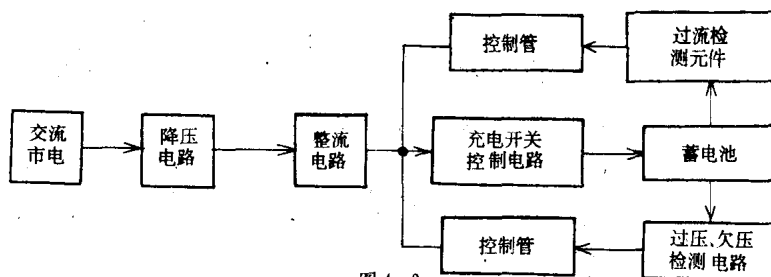 控制管
过流检
测元件
交流
市电
降压
电路
整流
电路
充电开关
控制电路
蓄电池
控制管
过压、欠压
检测电路